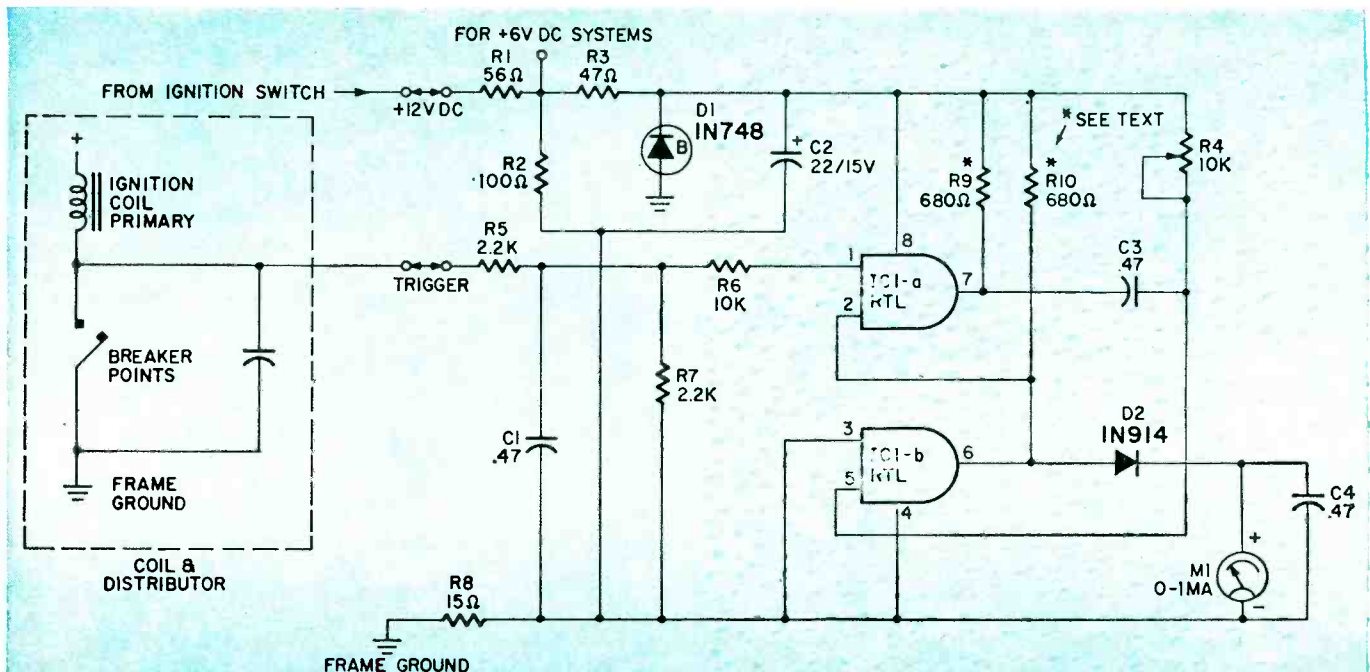 FOR +6V DC SYSTEMS
R1
56Ω
R3
47Ω
FROM IGNITION SWITCH
+12V DC
D1
1N748
B
+
C2
22/15V
* SEE TEXT
R4
10K
+
IGNITION
COIL
PRIMARY
R2
100Ω
*
R9
680Ω
*
R10
680Ω
R5
2.2K
8
C3
.47
TRIGGER
R6
10K
1
IC1-a
RTL
7
2
BREAKER
POINTS
R7
2.2K
D2
1N914
C1
.47
3
IC1-b
RTL
6
5
4
C4
.47
FRAME
GROUND
+
M1
0-1MA
-
COIL &
DISTRIBUTOR
R8
15Ω
FRAME GROUND